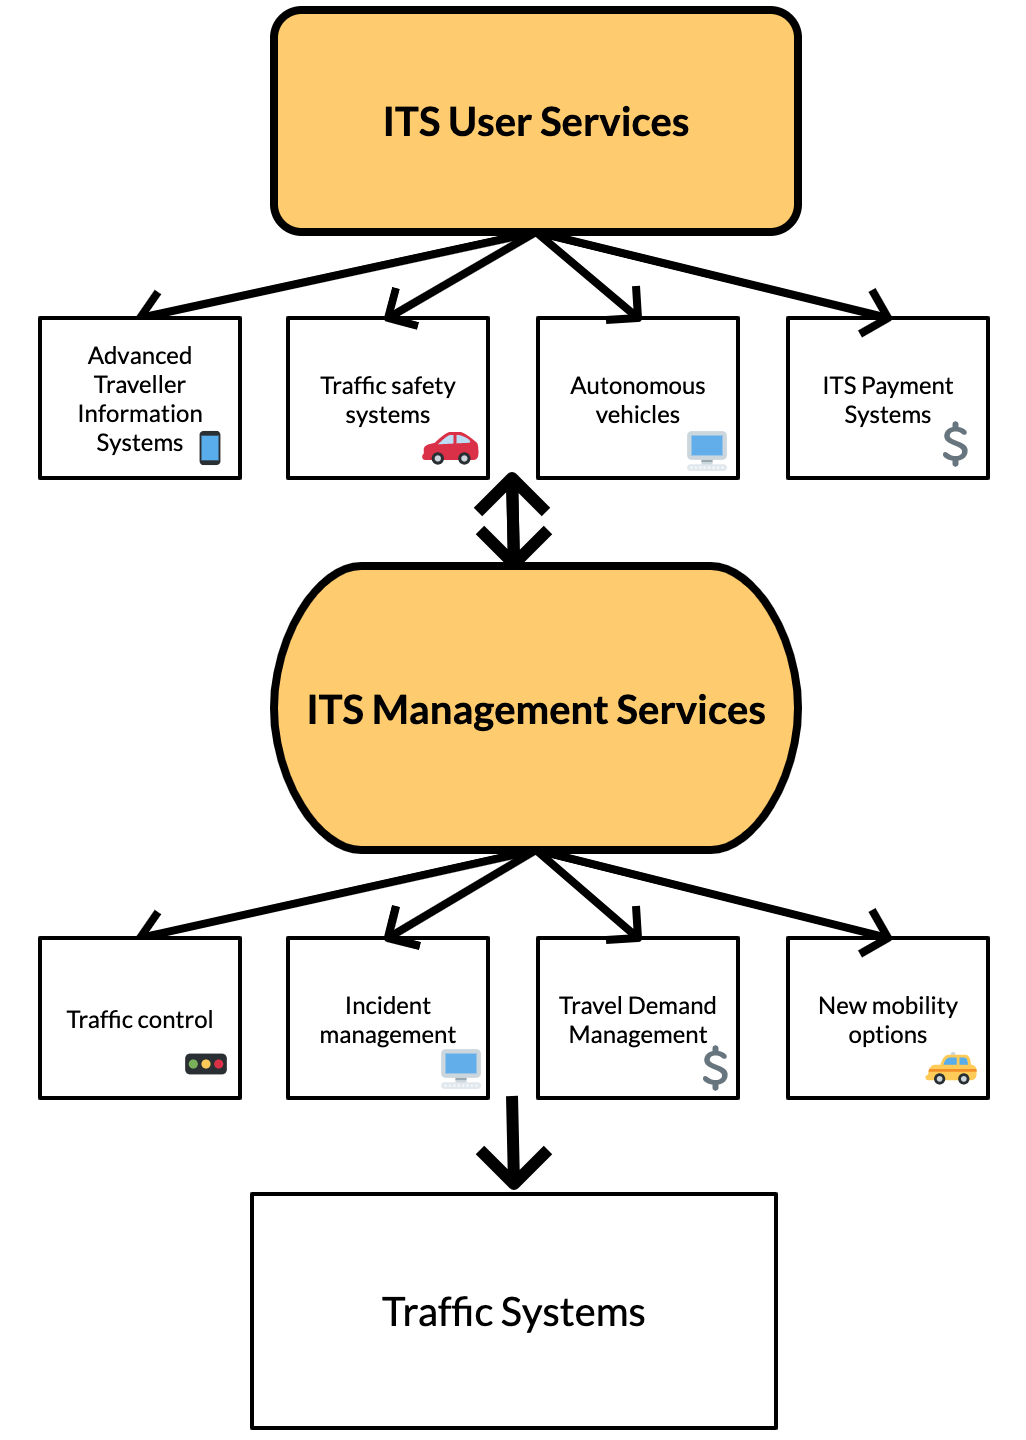 ITS User Services
Advanced
Traveller
Information
Systems
Traffic safety
systems
Autonomous
vehicles
ITS Payment
Systems
ITS Management Services
Traffic control
Incident
management
Travel Demand
Management
New mobility
options
Traffic Systems